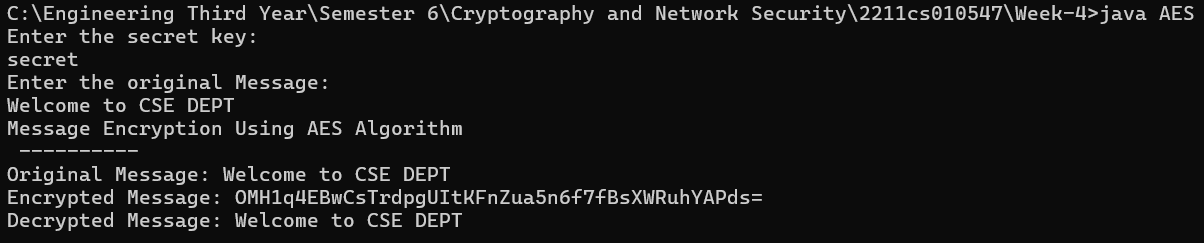 C:\Engineering Third Year\Semester 6\Cryptography and Network Security\2211cs010547\Week-4>java AES
Enter the secret key:
secret
Enter the original Message:
Welcome to CSE DEPT
Message Encryption Using AES Algorithm
 ----------
Original Message: Welcome to CSE DEPT
Encrypted Message: OMH1q4EBwCsTrdpgUItKFnZua5n6f7fBsXWRuhYAPds=
Decrypted Message: Welcome to CSE DEPT